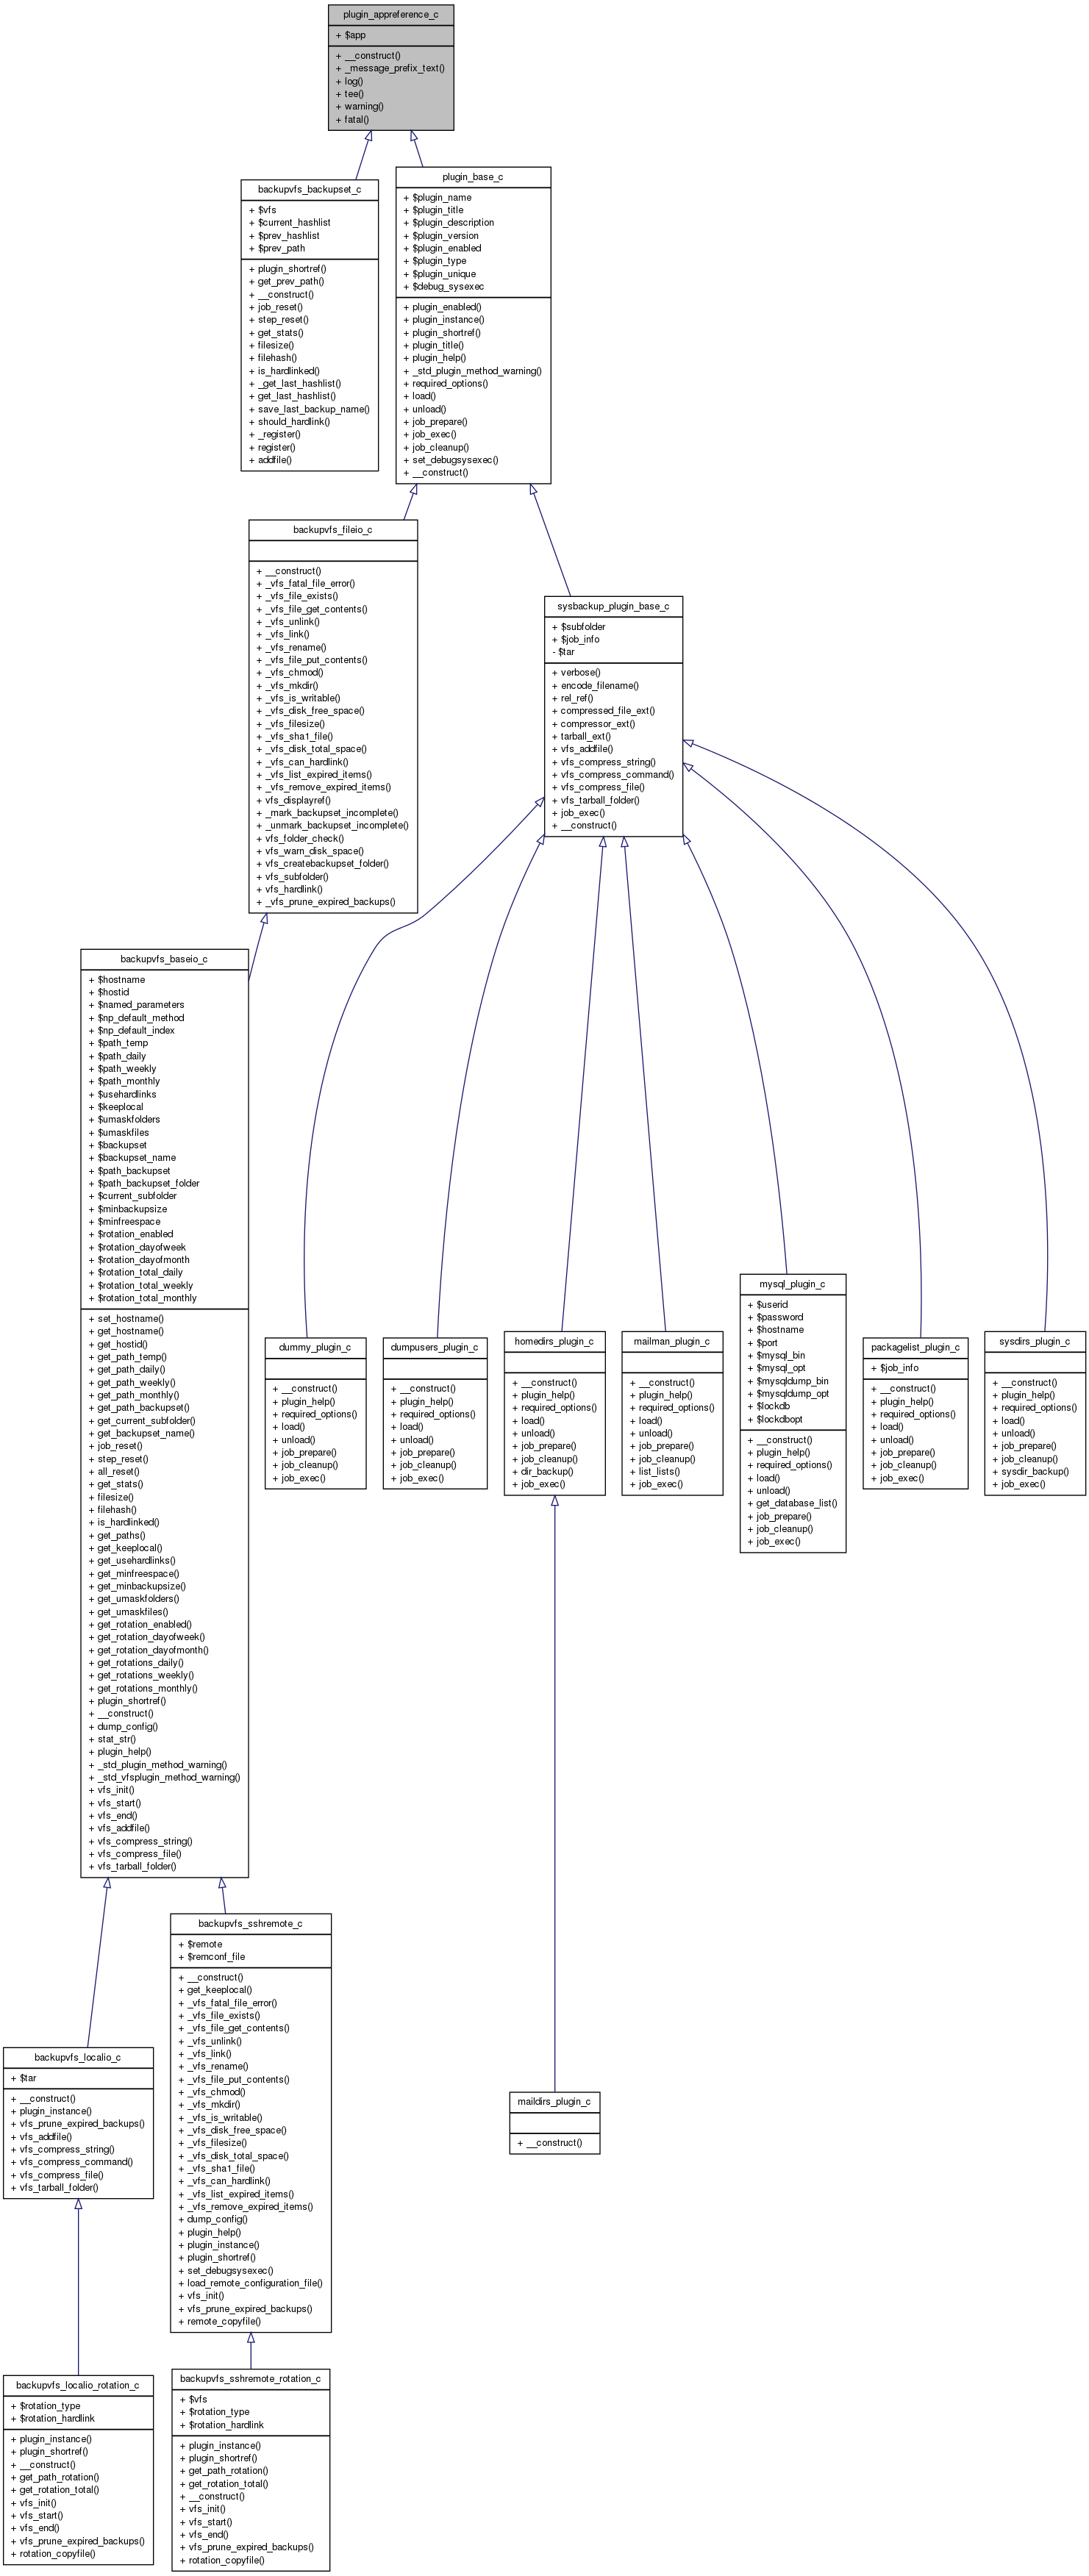 plugin_appreference_c
+ $app
+ __construct()
+ _message_prefix_text()
+ log()
+ tee()
+ warning()
+ fatal()
backupvfs_backupset_c
+ $vfs
+ $current_hashlist
+ $prev_hashlist
+ $prev_path
+ plugin_shortref()
+ get_prev_path()
+ __construct()
+ job_reset()
+ step_reset()
+ get_stats()
+ filesize()
+ filehash()
+ is_hardlinked()
+ _get_last_hashlist()
+ get_last_hashlist()
+ save_last_backup_name()
+ should_hardlink()
+ _register()
+ register()
+ addfile()
plugin_base_c
+ $plugin_name
+ $plugin_title
+ $plugin_description
+ $plugin_version
+ $plugin_enabled
+ $plugin_type
+ $plugin_unique
+ $debug_sysexec
+ plugin_enabled()
+ plugin_instance()
+ plugin_shortref()
+ plugin_title()
+ plugin_help()
+ _std_plugin_method_warning()
+ required_options()
+ load()
+ unload()
+ job_prepare()
+ job_exec()
+ job_cleanup()
+ set_debugsysexec()
+ __construct()
backupvfs_fileio_c
+ __construct()
+ _vfs_fatal_file_error()
+ _vfs_file_exists()
+ _vfs_file_get_contents()
+ _vfs_unlink()
+ _vfs_link()
+ _vfs_rename()
+ _vfs_file_put_contents()
+ _vfs_chmod()
+ _vfs_mkdir()
+ _vfs_is_writable()
+ _vfs_disk_free_space()
+ _vfs_filesize()
+ _vfs_sha1_file()
+ _vfs_disk_total_space()
+ _vfs_can_hardlink()
+ _vfs_list_expired_items()
+ _vfs_remove_expired_items()
+ vfs_displayref()
+ _mark_backupset_incomplete()
+ _unmark_backupset_incomplete()
+ vfs_folder_check()
+ vfs_warn_disk_space()
+ vfs_createbackupset_folder()
+ vfs_subfolder()
+ vfs_hardlink()
+ _vfs_prune_expired_backups()
sysbackup_plugin_base_c
+ $subfolder
+ $job_info
- $tar
+ verbose()
+ encode_filename()
+ rel_ref()
+ compressed_file_ext()
+ compressor_ext()
+ tarball_ext()
+ vfs_addfile()
+ vfs_compress_string()
+ vfs_compress_command()
+ vfs_compress_file()
+ vfs_tarball_folder()
+ job_exec()
+ __construct()
backupvfs_baseio_c
+ $hostname
+ $hostid
+ $named_parameters
+ $np_default_method
+ $np_default_index
+ $path_temp
+ $path_daily
+ $path_weekly
+ $path_monthly
+ $usehardlinks
+ $keeplocal
+ $umaskfolders
+ $umaskfiles
+ $backupset
+ $backupset_name
+ $path_backupset
+ $path_backupset_folder
+ $current_subfolder
+ $minbackupsize
+ $minfreespace
+ $rotation_enabled
+ $rotation_dayofweek
+ $rotation_dayofmonth
+ $rotation_total_daily
+ $rotation_total_weekly
+ $rotation_total_monthly
+ set_hostname()
+ get_hostname()
+ get_hostid()
+ get_path_temp()
+ get_path_daily()
+ get_path_weekly()
+ get_path_monthly()
+ get_path_backupset()
+ get_current_subfolder()
+ get_backupset_name()
+ job_reset()
+ step_reset()
+ all_reset()
+ get_stats()
+ filesize()
+ filehash()
+ is_hardlinked()
+ get_paths()
+ get_keeplocal()
+ get_usehardlinks()
+ get_minfreespace()
+ get_minbackupsize()
+ get_umaskfolders()
+ get_umaskfiles()
+ get_rotation_enabled()
+ get_rotation_dayofweek()
+ get_rotation_dayofmonth()
+ get_rotations_daily()
+ get_rotations_weekly()
+ get_rotations_monthly()
+ plugin_shortref()
+ __construct()
+ dump_config()
+ stat_str()
+ plugin_help()
+ _std_plugin_method_warning()
+ _std_vfsplugin_method_warning()
+ vfs_init()
+ vfs_start()
+ vfs_end()
+ vfs_addfile()
+ vfs_compress_string()
+ vfs_compress_file()
+ vfs_tarball_folder()
dummy_plugin_c
+ __construct()
+ plugin_help()
+ required_options()
+ load()
+ unload()
+ job_prepare()
+ job_cleanup()
+ job_exec()
dumpusers_plugin_c
+ __construct()
+ plugin_help()
+ required_options()
+ load()
+ unload()
+ job_prepare()
+ job_cleanup()
+ job_exec()
homedirs_plugin_c
+ __construct()
+ plugin_help()
+ required_options()
+ load()
+ unload()
+ job_prepare()
+ job_cleanup()
+ dir_backup()
+ job_exec()
mailman_plugin_c
+ __construct()
+ plugin_help()
+ required_options()
+ load()
+ unload()
+ job_prepare()
+ job_cleanup()
+ list_lists()
+ job_exec()
mysql_plugin_c
+ $userid
+ $password
+ $hostname
+ $port
+ $mysql_bin
+ $mysql_opt
+ $mysqldump_bin
+ $mysqldump_opt
+ $lockdb
+ $lockdbopt
+ __construct()
+ plugin_help()
+ required_options()
+ load()
+ unload()
+ get_database_list()
+ job_prepare()
+ job_cleanup()
+ job_exec()
packagelist_plugin_c
+ $job_info
+ __construct()
+ plugin_help()
+ required_options()
+ load()
+ unload()
+ job_prepare()
+ job_cleanup()
+ job_exec()
sysdirs_plugin_c
+ __construct()
+ plugin_help()
+ required_options()
+ load()
+ unload()
+ job_prepare()
+ job_cleanup()
+ sysdir_backup()
+ job_exec()
backupvfs_sshremote_c
+ $remote
+ $remconf_file
+ __construct()
+ get_keeplocal()
+ _vfs_fatal_file_error()
+ _vfs_file_exists()
+ _vfs_file_get_contents()
+ _vfs_unlink()
+ _vfs_link()
+ _vfs_rename()
+ _vfs_file_put_contents()
+ _vfs_chmod()
+ _vfs_mkdir()
+ _vfs_is_writable()
+ _vfs_disk_free_space()
+ _vfs_filesize()
+ _vfs_disk_total_space()
+ _vfs_sha1_file()
+ _vfs_can_hardlink()
+ _vfs_list_expired_items()
+ _vfs_remove_expired_items()
+ dump_config()
+ plugin_help()
+ plugin_instance()
+ plugin_shortref()
+ set_debugsysexec()
+ load_remote_configuration_file()
+ vfs_init()
+ vfs_prune_expired_backups()
+ remote_copyfile()
backupvfs_localio_c
+ $tar
+ __construct()
+ plugin_instance()
+ vfs_prune_expired_backups()
+ vfs_addfile()
+ vfs_compress_string()
+ vfs_compress_command()
+ vfs_compress_file()
+ vfs_tarball_folder()
maildirs_plugin_c
+ __construct()
backupvfs_localio_rotation_c
+ $rotation_type
+ $rotation_hardlink
+ plugin_instance()
+ plugin_shortref()
+ __construct()
+ get_path_rotation()
+ get_rotation_total()
+ vfs_init()
+ vfs_start()
+ vfs_end()
+ vfs_prune_expired_backups()
+ rotation_copyfile()
backupvfs_sshremote_rotation_c
+ $vfs
+ $rotation_type
+ $rotation_hardlink
+ plugin_instance()
+ plugin_shortref()
+ get_path_rotation()
+ get_rotation_total()
+ __construct()
+ vfs_init()
+ vfs_start()
+ vfs_end()
+ vfs_prune_expired_backups()
+ rotation_copyfile()